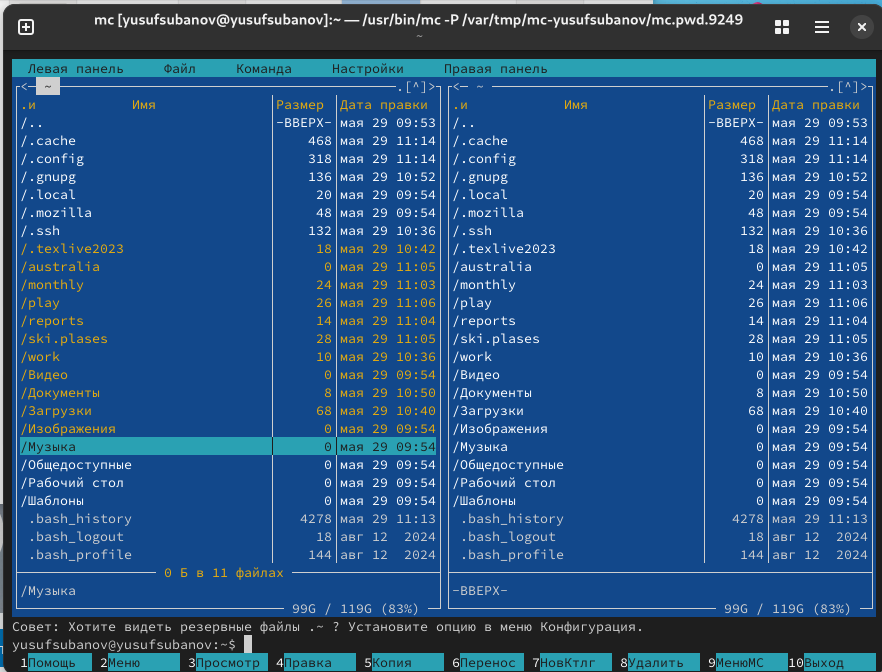 mc [yusufsubanov@yusufsubanov]:~ — /usr/bin/mc -P /var/tmp/mc-yusufsubanov/mc.pwd.9249
~
Левая панель Файл Команда Настройки Правая панель
<─ ~ .[^]> <─ ~ .[^]>
.и Имя Размер Дата правки .и Имя Размер Дата правки
/.. -ВВЕРХ- мая 29 09:53 /.. -ВВЕРХ- мая 29 09:53
/.cache 468 мая 29 11:14 /.cache 468 мая 29 11:14
/.config 318 мая 29 11:14 /.config 318 мая 29 11:14
/.gnupg 136 мая 29 10:52 /.gnupg 136 мая 29 10:52
/.local 20 мая 29 09:54 /.local 20 мая 29 09:54
/.mozilla 48 мая 29 09:54 /.mozilla 48 мая 29 09:54
/.ssh 132 мая 29 10:36 /.ssh 132 мая 29 10:36
/.texlive2023 18 мая 29 10:42 /.texlive2023 18 мая 29 10:42
/australia 0 мая 29 11:05 /australia 0 мая 29 11:05
/monthly 24 мая 29 11:03 /monthly 24 мая 29 11:03
/play 26 мая 29 11:06 /play 26 мая 29 11:06
/reports 14 мая 29 11:04 /reports 14 мая 29 11:04
/ski.plases 28 мая 29 11:05 /ski.plases 28 мая 29 11:05
/work 10 мая 29 10:36 /work 10 мая 29 10:36
/Видео 0 мая 29 09:54 /Видео 0 мая 29 09:54
/Документы 8 мая 29 10:50 /Документы 8 мая 29 10:50
/Загрузки 68 мая 29 10:40 /Загрузки 68 мая 29 10:40
/Изображения 0 мая 29 09:54 /Изображения 0 мая 29 09:54
/Музыка 0 мая 29 09:54 /Музыка 0 мая 29 09:54
/Общедоступные 0 мая 29 09:54 /Общедоступные 0 мая 29 09:54
/Рабочий стол 0 мая 29 09:54 /Рабочий стол 0 мая 29 09:54
/Шаблоны 0 мая 29 09:54 /Шаблоны 0 мая 29 09:54
.bash_history 4278 мая 29 11:13 .bash_history 4278 мая 29 11:13
.bash_logout 18 авг 12 2024 .bash_logout 18 авг 12 2024
.bash_profile 144 авг 12 2024 .bash_profile 144 авг 12 2024
0 Б в 11 файлах
/Музыка -ВВЕРХ-
99G / 119G (83%) 99G / 119G (83%)
Совет: Хотите видеть резервные файлы .~ ? Установите опцию в меню Конфигурация.
yusufsubanov@yusufsubanov:~$
1Помощь 2Меню 3Просмотр 4Правка 5Копия 6Перенос 7НовКтлг 8Удалить 9МенюМС 10Выход